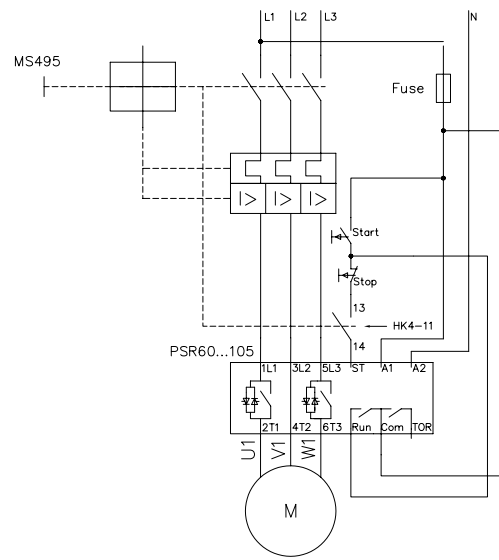 L1 L2 L3 N
MS495
Fuse
Start
Stop
13
HK4-11
14
PSR60...105
1L1 3L2 5L3 ST A1 A2
2T1 4T2 6T3 Run Com TOR
U1 V1 W1
M